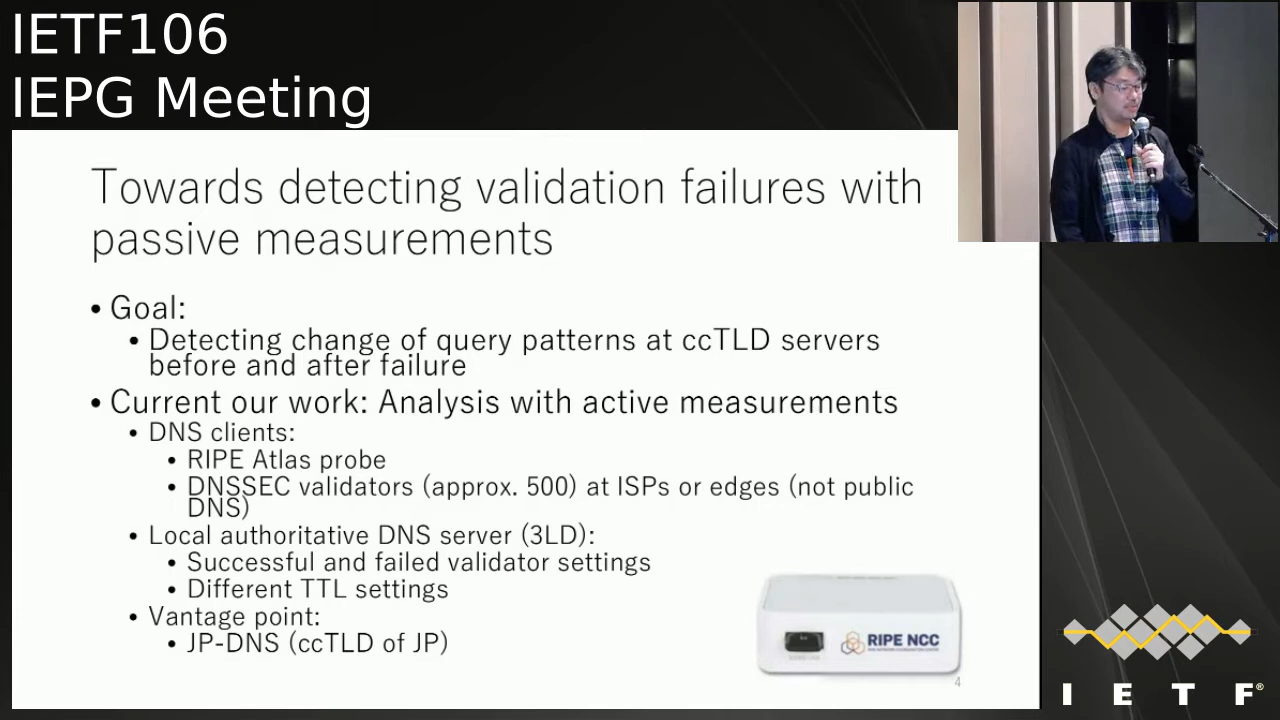 IETF106
IEPG Meeting
Towards detecting validation failures with
passive measurements
• Goal:
• Detecting change of query patterns at ccTLD servers
before and after failure
• Current our work: Analysis with active measurements
• DNS clients:
• RIPE Atlas probe
• DNSSEC validators (approx. 500) at ISPs or edges (not public
DNS)
• Local authoritative DNS server (3LD):
• Successful and failed validator settings
• Different TTL settings
• Vantage point:
• JP-DNS (ccTLD of JP)
RIPE NCC
4
I E T F®